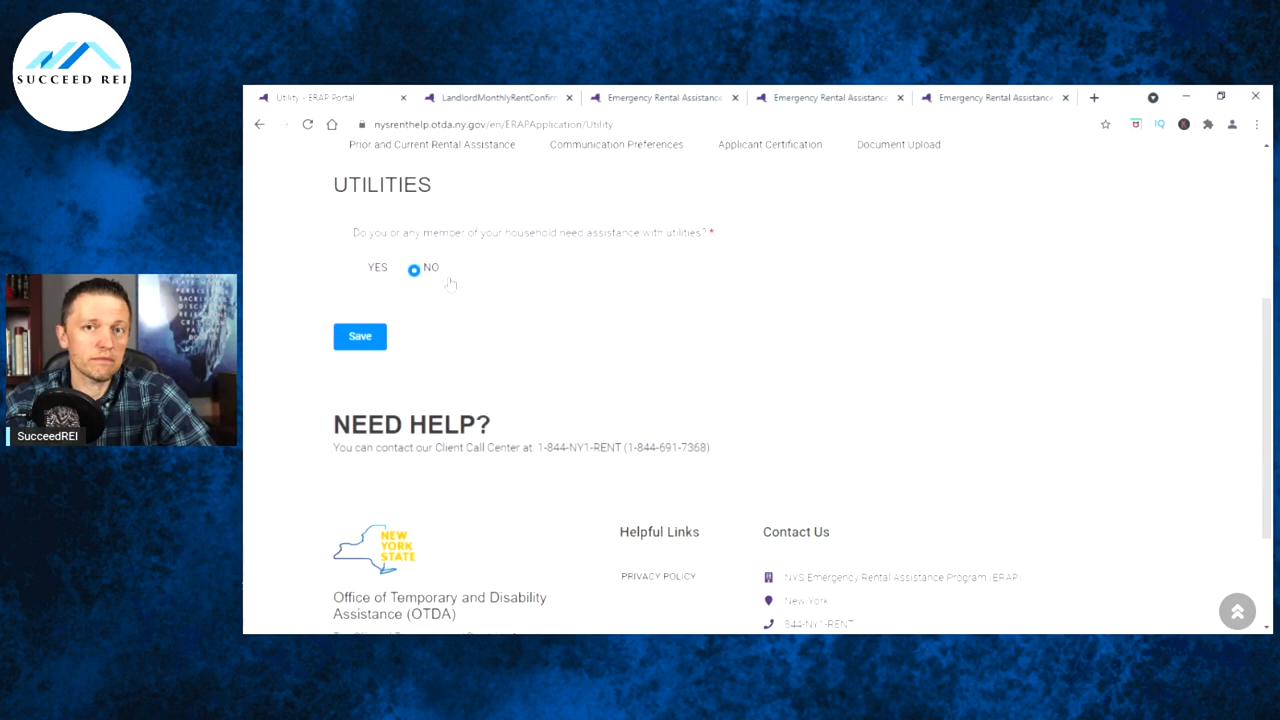 SUCCEED REI
Utility - ERAP Portal
LandlordMonthlyRentConfirm
Emergency Rental Assistance
Emergency Rental Assistance
Emergency Rental Assistance
nysrenthelp.otda.ny.gov/en/ERAPApplication/Utility
IQ
Prior and Current Rental Assistance
Communication Preferences
Applicant Certification
Document Upload
UTILITIES
Do you or any member of your household need assistance with utilities? *
YES
NO
Save
SucceedREI
NEED HELP?
You can contact our Client Call Center at 1-844-NY1-RENT (1-844-691-7368)
NEW
YORK
STATE
Office of Temporary and Disability
Assistance (OTDA)
Helpful Links
PRIVACY POLICY
Contact Us
NYS Emergency Rental Assistance Program (ERAP)
New York
844-NY1-RENT